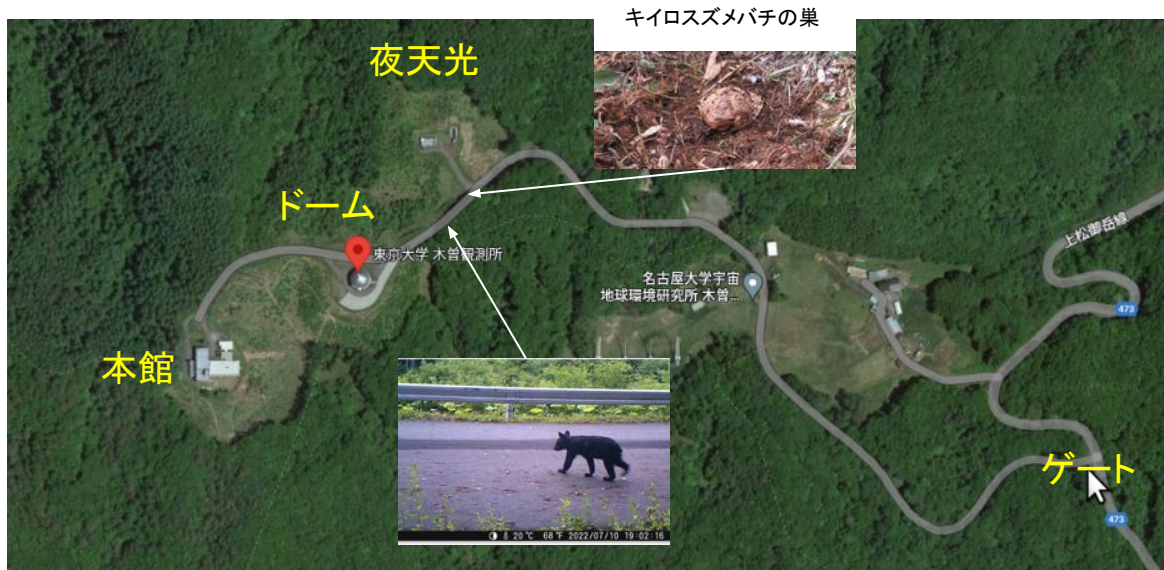 キイロスズメバチの巣
夜天光
ドーム
東京大学 木曽観測所
上松御岳線
名古屋大学宇宙
地球環境研究所 木曽...
473
本館
ゲート
473
20℃ 68°F 2022/07/10 19:02:16